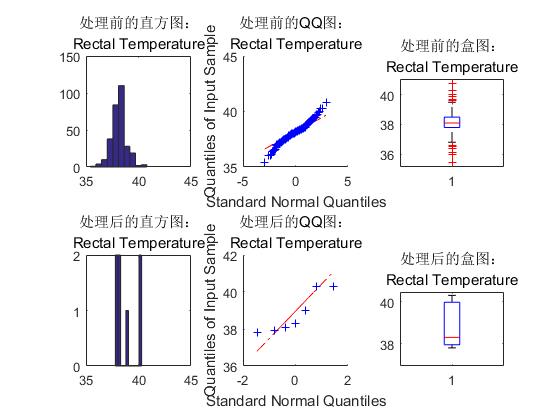 处理前的直方图：
Rectal Temperature
150
100
50
0
35
40
45
处理前的QQ图：
Rectal Temperature
Quantiles of Input Sample
45
40
35
-5
0
5
Standard Normal Quantiles
处理前的盒图：
Rectal Temperature
40
38
36
1
处理后的直方图：
Rectal Temperature
2
1
0
35
40
45
处理后的QQ图：
Rectal Temperature
Quantiles of Input Sample
42
40
38
36
-2
0
2
Standard Normal Quantiles
处理后的盒图：
Rectal Temperature
40
38
1